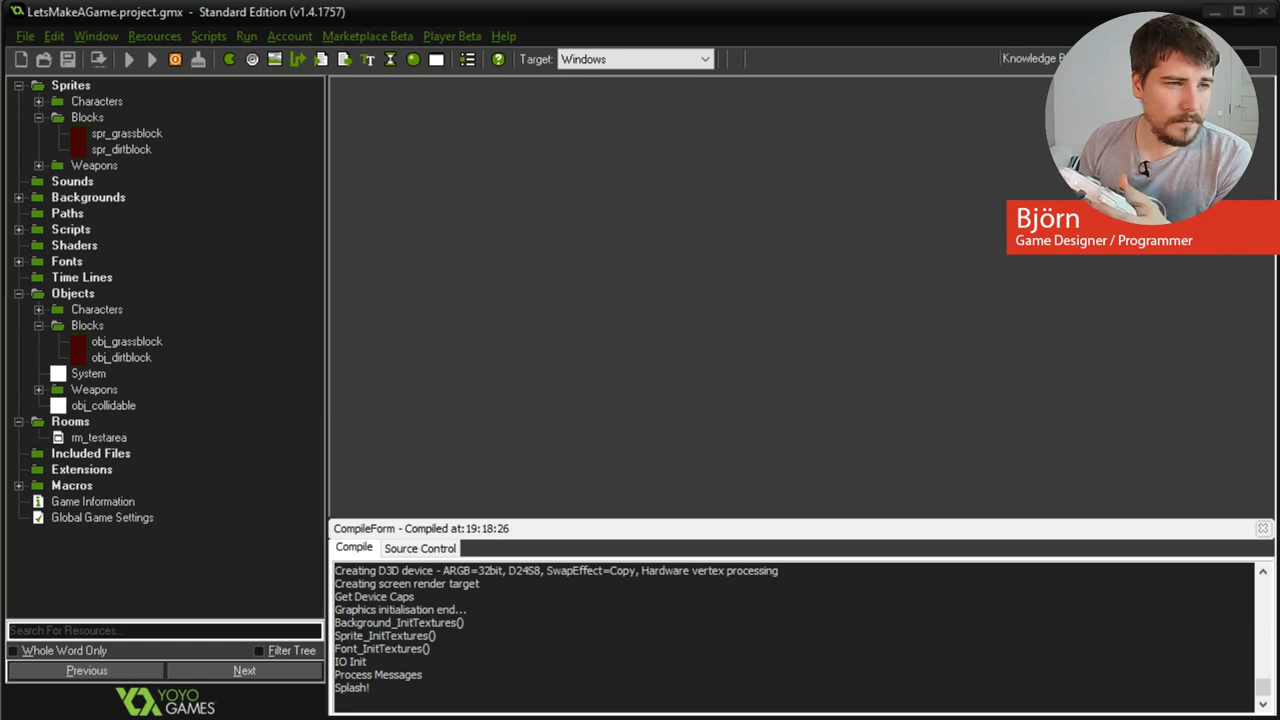 LetsMakeAGame.project.gmx - Standard Edition (v1.4.1757)
File Edit Window Resources Scripts Run Account Marketplace Beta Player Beta Help
Target: Windows
Knowledge
Sprites
Characters
Blocks
spr_grassblock
spr_dirtblock
Weapons
Sounds
Backgrounds
Paths
Scripts
Shaders
Fonts
Time Lines
Objects
Characters
Blocks
obj_grassblock
obj_dirtblock
System
Weapons
obj_collidable
Rooms
rm_testarea
Included Files
Extensions
Macros
Game Information
Global Game Settings
Search For Resources...
Whole Word Only Filter Tree
Previous Next
YOYO
GAMES
Björn
Game Designer / Programmer
CompileForm - Compiled at:19:18:26
Compile Source Control
Creating D3D device - ARGB=32bit, D24S8, SwapEffect=Copy, Hardware vertex processing
Creating screen render target
Get Device Caps
Graphics initialisation end...
Background_InitTextures()
Sprite_InitTextures()
Font_InitTextures()
IO Init
Process Messages
Splash!